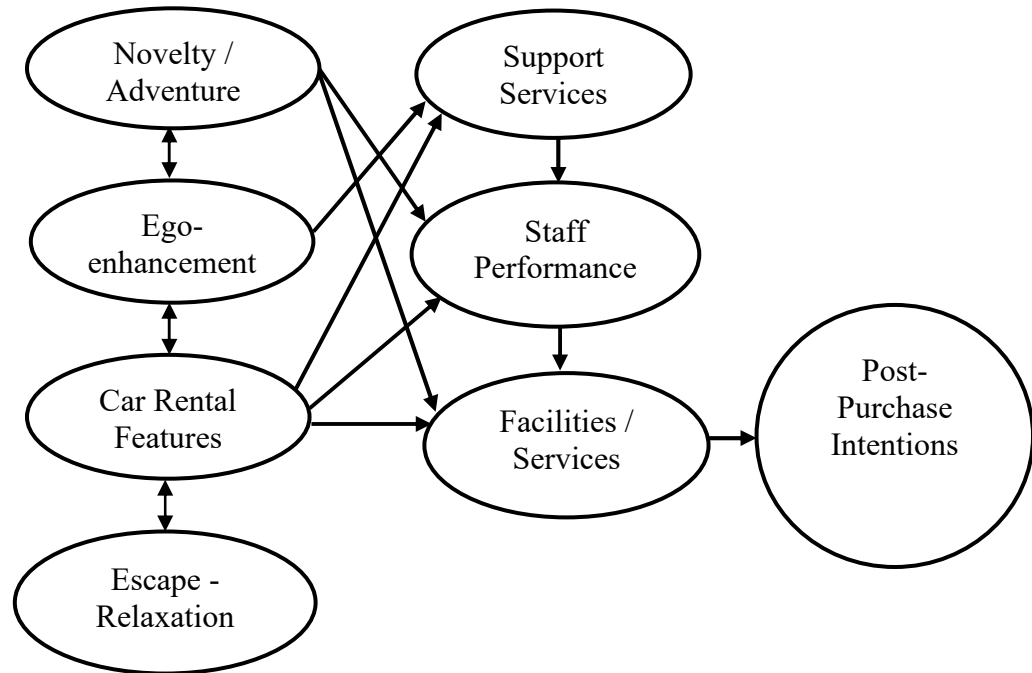 Novelty /
Adventure
Ego-
enhancement
Car Rental
Features
Escape -
Relaxation
Support
Services
Staff
Performance
Facilities /
Services
Post-
Purchase
Intentions